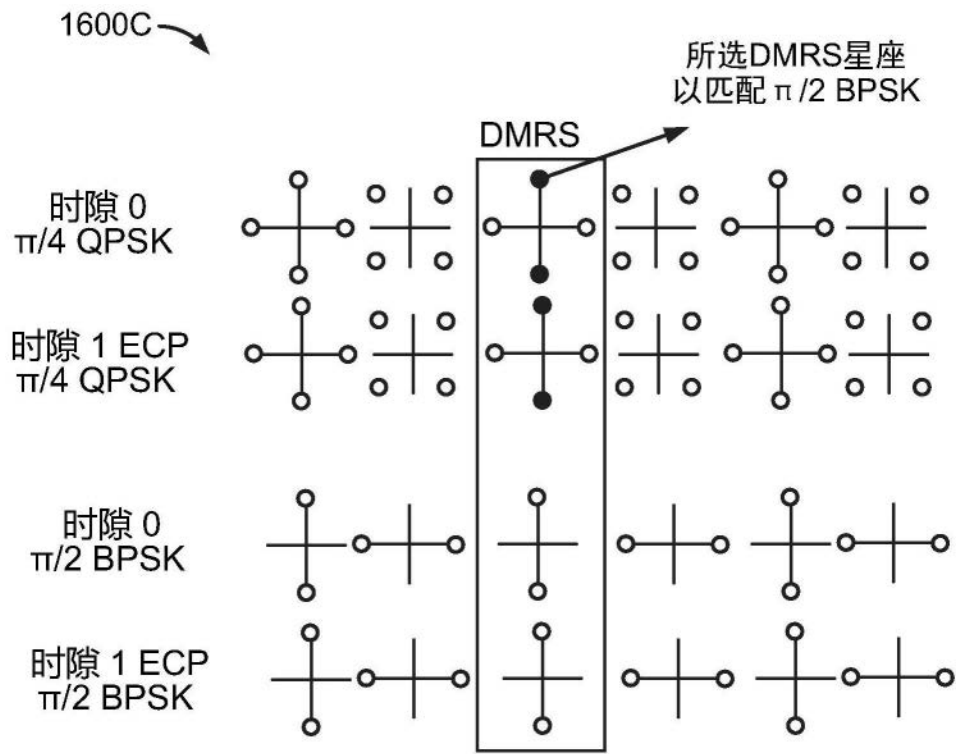 1600C
所选DMRS星座
以匹配 π/2 BPSK
DMRS
时隙 0
π/4 QPSK
时隙 1 ECP
π/4 QPSK
时隙 0
π/2 BPSK
时隙 1 ECP
π/2 BPSK